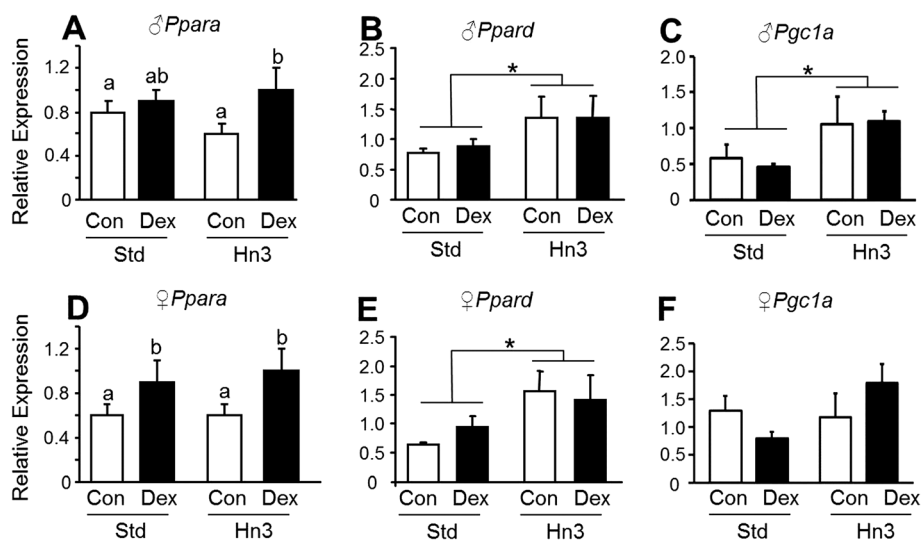 A ♂Ppara
Relative Expression
1.2
0.8
0.4
0
a
ab
a
b
Con Dex Con Dex
Std Hn3
B ♂Ppard
2.5
2.0
1.5
1.0
0.5
0
*
Con Dex Con Dex
Std Hn3
C ♂Pgc1a
2.0
1.5
1.0
0.5
0
*
Con Dex Con Dex
Std Hn3
D ♀Ppara
Relative Expression
1.2
0.8
0.4
0
a
b
a
b
Con Dex Con Dex
Std Hn3
E ♀Ppard
2.5
2.0
1.5
1.0
0.5
0
*
Con Dex Con Dex
Std Hn3
F ♀Pgc1a
2.5
2.0
1.5
1.0
0.5
0
Con Dex Con Dex
Std Hn3